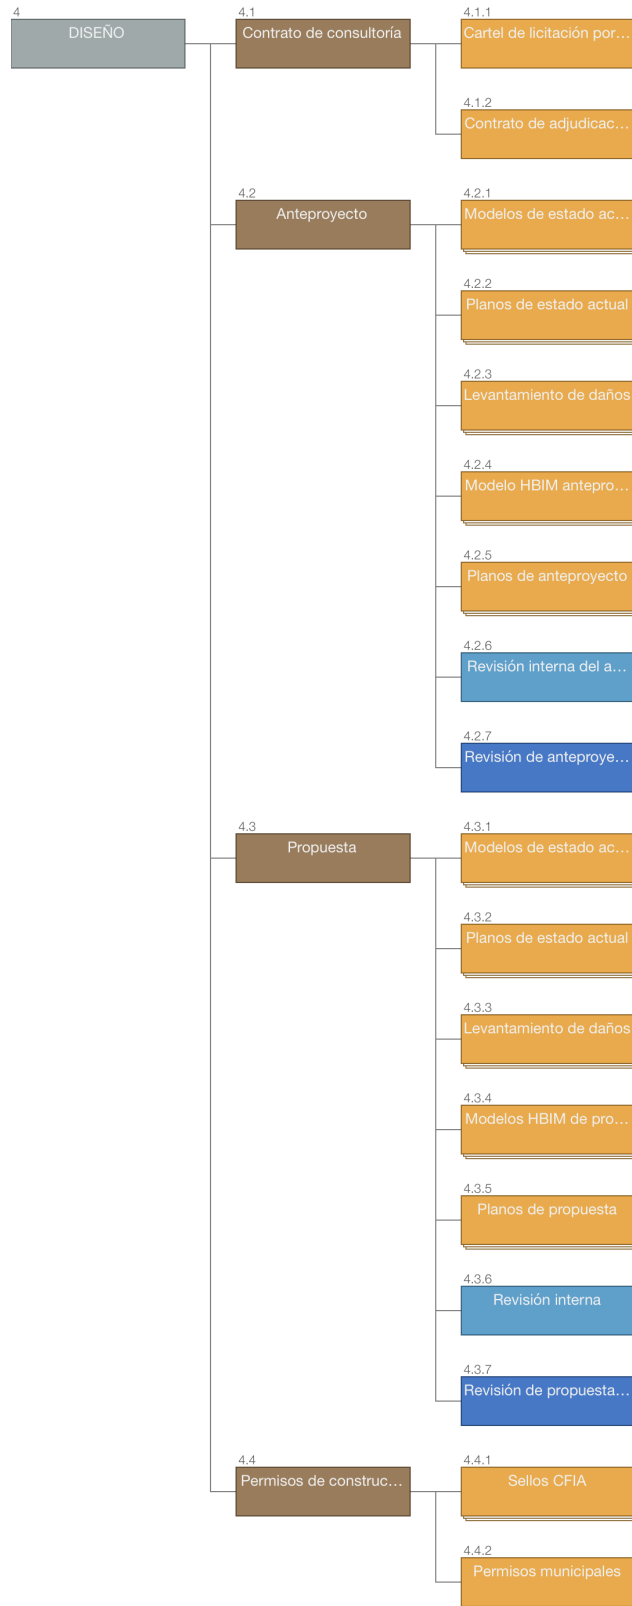 4
DISEÑO
4.1
Contrato de consultoría
4.1.1
Cartel de licitación por…
4.1.2
Contrato de adjudicac…
4.2
Anteproyecto
4.2.1
Modelos de estado ac…
4.2.2
Planos de estado actual
4.2.3
Levantamiento de daños
4.2.4
Modelo HBIM antepro…
4.2.5
Planos de anteproyecto
4.2.6
Revisión interna del a…
4.2.7
Revisión de anteproye…
4.3
Propuesta
4.3.1
Modelos de estado ac…
4.3.2
Planos de estado actual
4.3.3
Levantamiento de daños
4.3.4
Modelos HBIM de pro…
4.3.5
Planos de propuesta
4.3.6
Revisión interna
4.3.7
Revisión de propuesta…
4.4
Permisos de construc…
4.4.1
Sellos CFIA
4.4.2
Permisos municipales